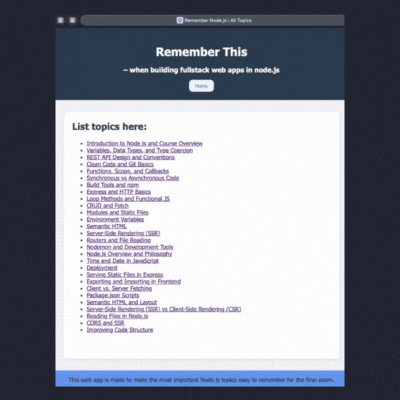 Remember Node.js | All Topics
Remember This
– when building fullstack web apps in node.js
Home
List topics here:
Introduction to Node.js and Course Overview
Variables, Data Types, and Type Coercion
REST API Design and Conventions
Clean Code and Git Basics
Functions, Scope, and Callbacks
Synchronous vs Asynchronous Code
Build Tools and npm
Express and HTTP Basics
Loop Methods and Functional JS
CRUD and Fetch
Modules and Static Files
Environment Variables
Semantic HTML
Server-Side Rendering (SSR)
Routers and File Reading
Nodemon and Development Tools
Node.js Overview and Philosophy
Time and Date in JavaScript
Deployment
Serving Static Files in Express
Exporting and Importing in Frontend
Client vs. Server Fetching
Package.json Scripts
Semantic HTML and Layout
Server-Side Rendering (SSR) vs Client-Side Rendering (CSR)
Reading Files in Node.js
CORS and SSR
Improving Code Structure
This web app is made to make the most important Node.js topics easy to remember for the final exam.